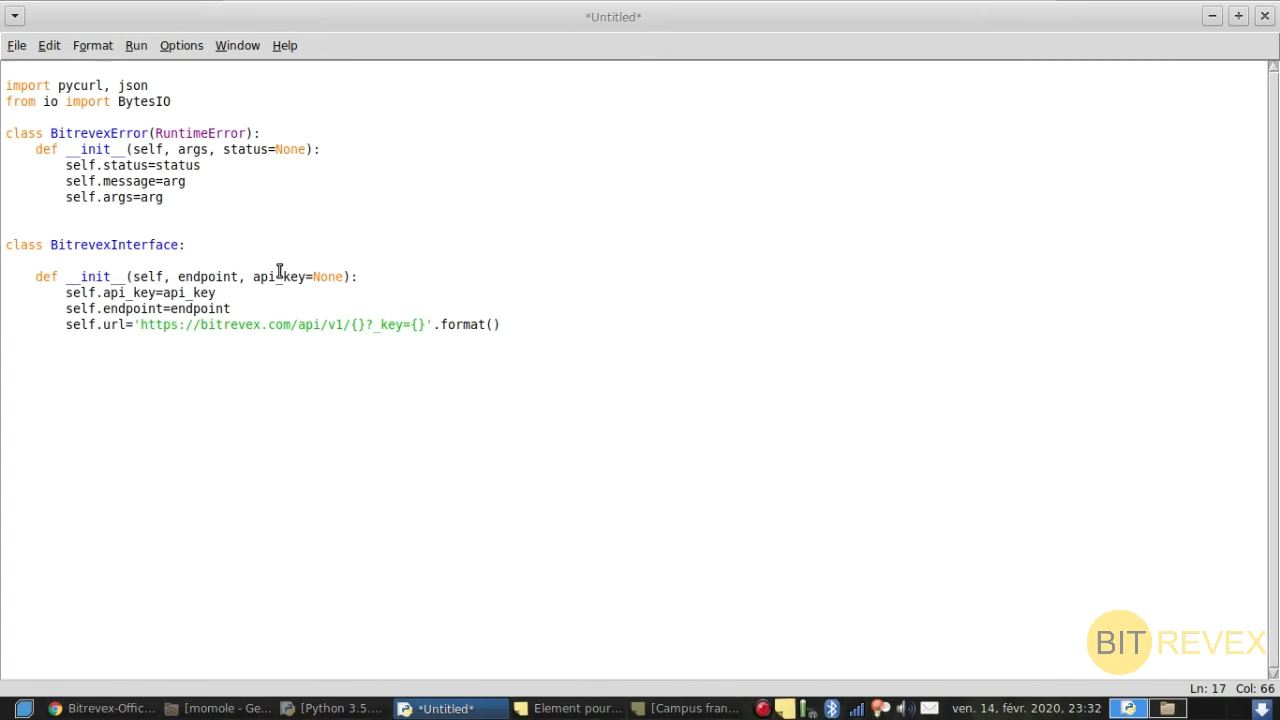 *Untitled*
File Edit Format Run Options Window Help
import pycurl, json
from io import BytesIO
class BitrevexError(RuntimeError):
def __init__(self, args, status=None):
self.status=status
self.message=arg
self.args=arg
class BitrevexInterface:
def __init__(self, endpoint, api_key=None):
self.api_key=api_key
self.endpoint=endpoint
self.url='https://bitrevex.com/api/v1/{}?_key={}'.format()
BITREVEX
Ln: 17 Col: 66
Bitrevex-Offic... [momole - Ge... [Python 3.5.... *Untitled* Element pour... [Campus fran... ven. 14, févr. 2020, 23:32